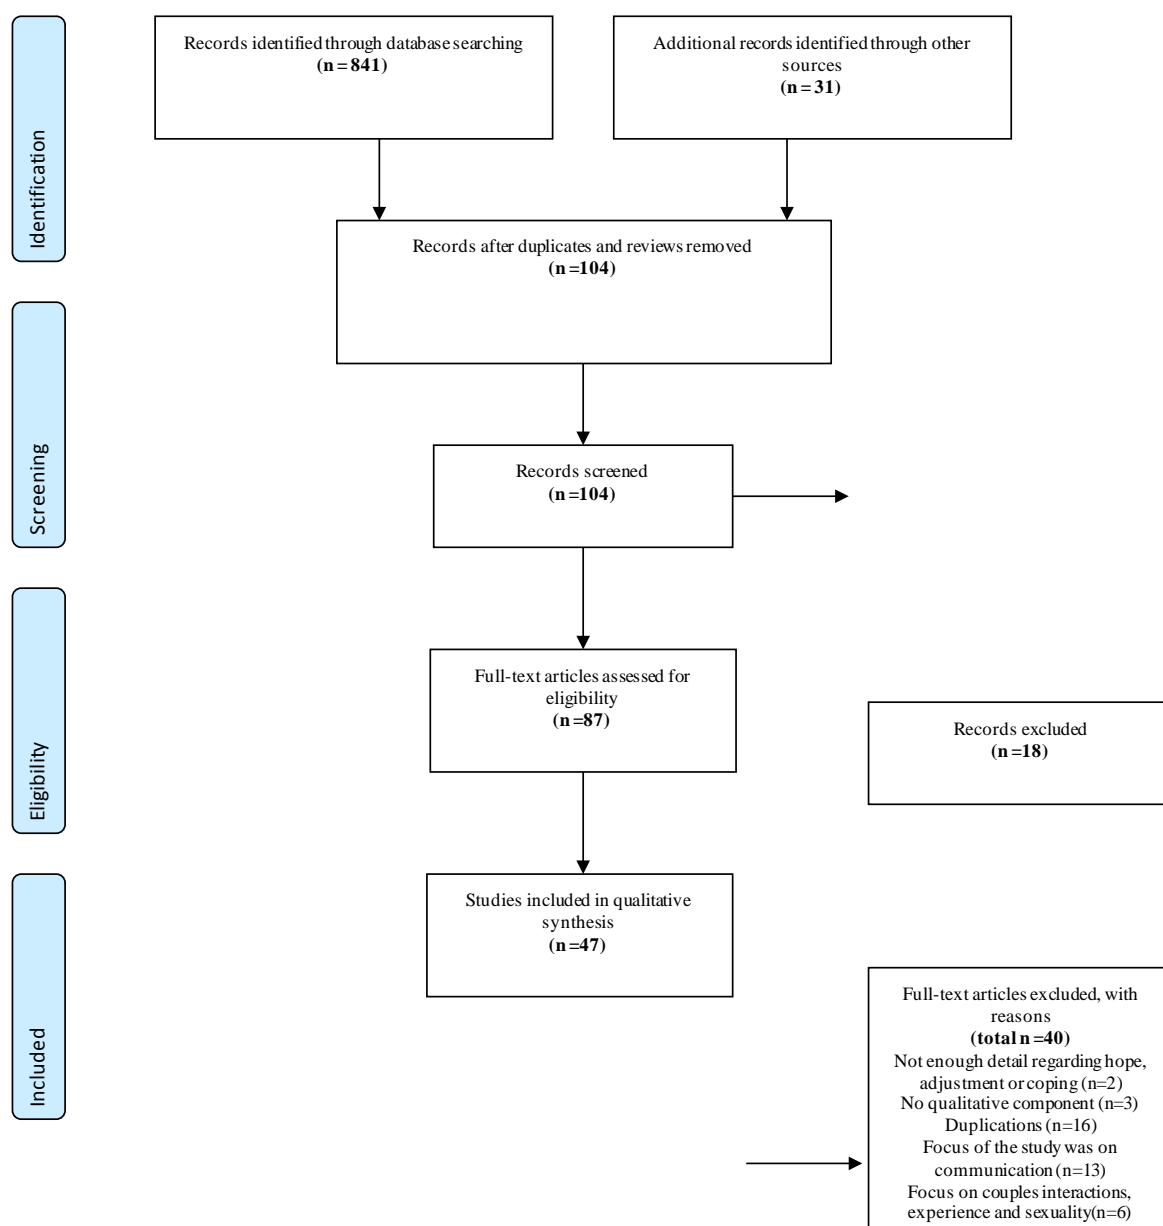 Identification
Records identified through database searching
(n = 841)
Additional records identified through other
sources
(n = 31)
Records after duplicates and reviews removed
(n =104)
Screening
Records screened
(n =104)
Eligibility
Full-text articles assessed for
eligibility
(n =87)
Records excluded
(n =18)
Included
Studies included in qualitative
synthesis
(n =47)
Full-text articles excluded, with
reasons
(total n =40)
Not enough detail regarding hope,
adjustment or coping (n=2)
No qualitative component (n=3)
Duplications (n=16)
Focus of the study was on
communication (n=13)
Focus on couples interactions,
experience and sexuality(n=6)